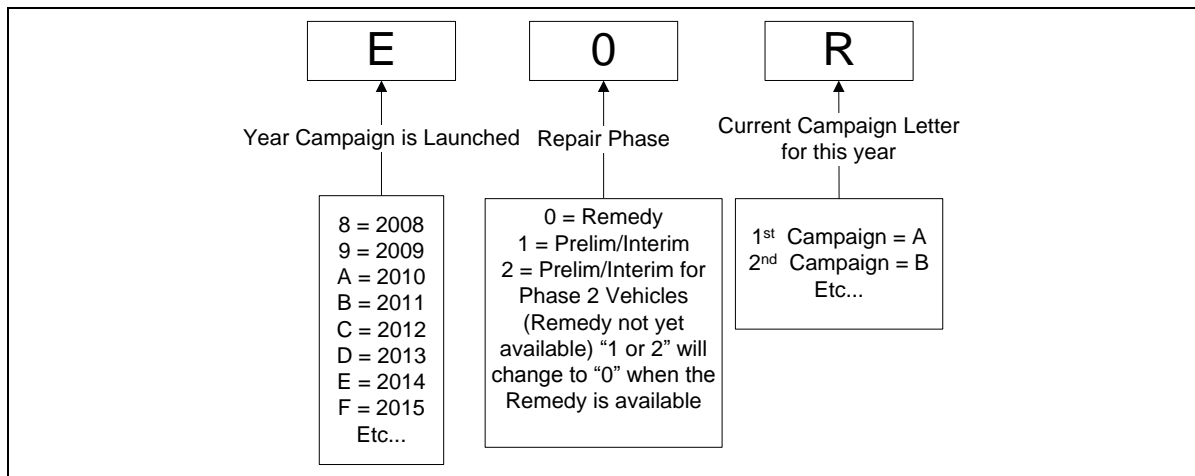 E
0
R
Year Campaign is Launched
Repair Phase
Current Campaign Letter
for this year
8 = 2008
9 = 2009
A = 2010
B = 2011
C = 2012
D = 2013
E = 2014
F = 2015
Etc...
0 = Remedy
1 = Prelim/Interim
2 = Prelim/Interim for
Phase 2 Vehicles
(Remedy not yet
available) “1 or 2” will
change to “0” when the
Remedy is available
1st Campaign = A
2nd Campaign = B
Etc...